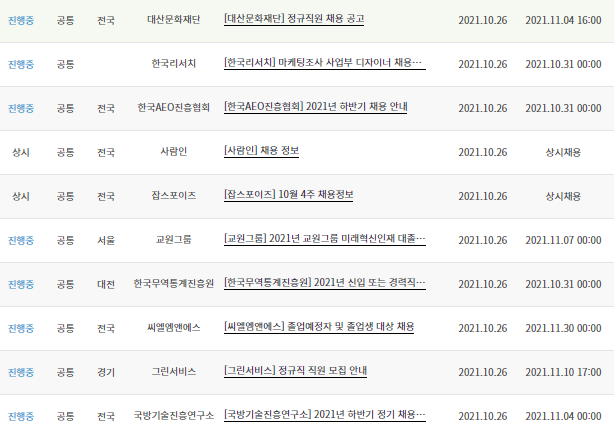 진행중 공통 전국 대산문화재단 [대산문화재단] 정규직원 채용 공고 2021.10.26 2021.11.04 16:00
진행중 공통 한국리서치 [한국리서치] 마케팅조사 사업부 디자이너 채용… 2021.10.26 2021.10.31 00:00
진행중 공통 전국 한국AEO진흥협회 [한국AEO진흥협회] 2021년 하반기 채용 안내 2021.10.26 2021.10.31 00:00
상시 공통 전국 사람인 [사람인] 채용 정보 2021.10.26 상시채용
상시 공통 전국 잡스포이즈 [잡스포이즈] 10월 4주 채용정보 2021.10.26 상시채용
진행중 공통 서울 교원그룹 [교원그룹] 2021년 교원그룹 미래혁신인재 대졸… 2021.10.26 2021.11.07 00:00
진행중 공통 대전 한국무역통계진흥원 [한국무역통계진흥원] 2021년 신입 또는 경력직… 2021.10.26 2021.10.31 00:00
진행중 공통 전국 씨엘엠앤에스 [씨엘엠앤에스] 졸업예정자 및 졸업생 대상 채용 2021.10.26 2021.11.30 00:00
진행중 공통 경기 그린서비스 [그린서비스] 정규직 직원 모집 안내 2021.10.26 2021.11.10 17:00
진행중 공통 전국 국방기술진흥연구소 [국방기술진흥연구소] 2021년 하반기 정기 채용… 2021.10.26 2021.11.04 00:00